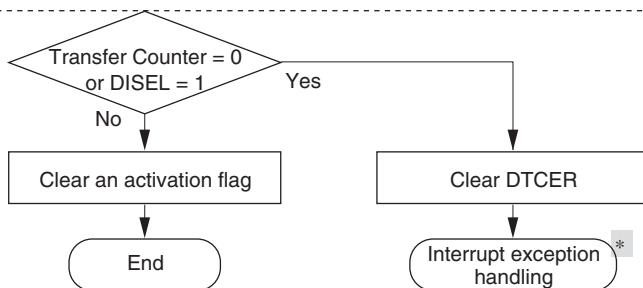 Transfer Counter = 0
or DISEL = 1
Yes
No
Clear an activation flag
Clear DTCER
End
Interrupt exception *
handling